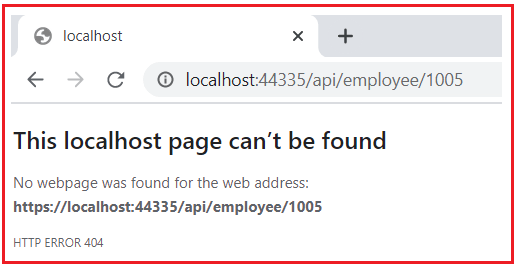 localhost
localhost:44335/api/employee/1005
This localhost page can’t be found
No webpage was found for the web address:
https://localhost:44335/api/employee/1005
HTTP ERROR 404